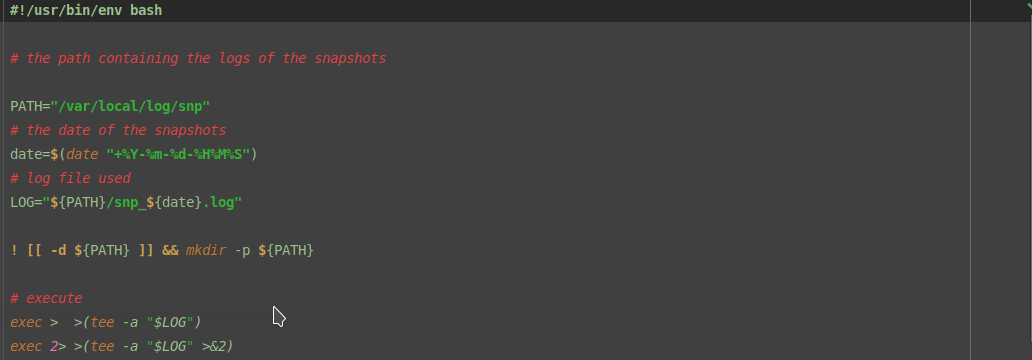 #!/usr/bin/env bash
# the path containing the logs of the snapshots
PATH="/var/local/log/snp"
# the date of the snapshots
date=$(date "+%Y-%m-%d-%H%M%S")
# log file used
LOG="${PATH}/snp_${date}.log"
! [[ -d ${PATH} ]] && mkdir -p ${PATH}
# execute
exec >  >(tee -a "$LOG")
exec 2> >(tee -a "$LOG" >&2)